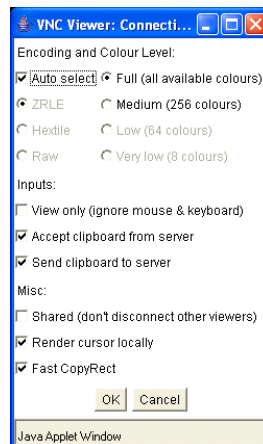 VNC Viewer: Connecti...
Encoding and Colour Level:
Auto select Full (all available colours)
ZRLE Medium (256 colours)
Hextile Low (64 colours)
Raw Very low (8 colours)
Inputs:
View only (ignore mouse & keyboard)
Accept clipboard from server
Send clipboard to server
Misc:
Shared (don't disconnect other viewers)
Render cursor locally
Fast CopyRect
OK Cancel
Java Applet Window